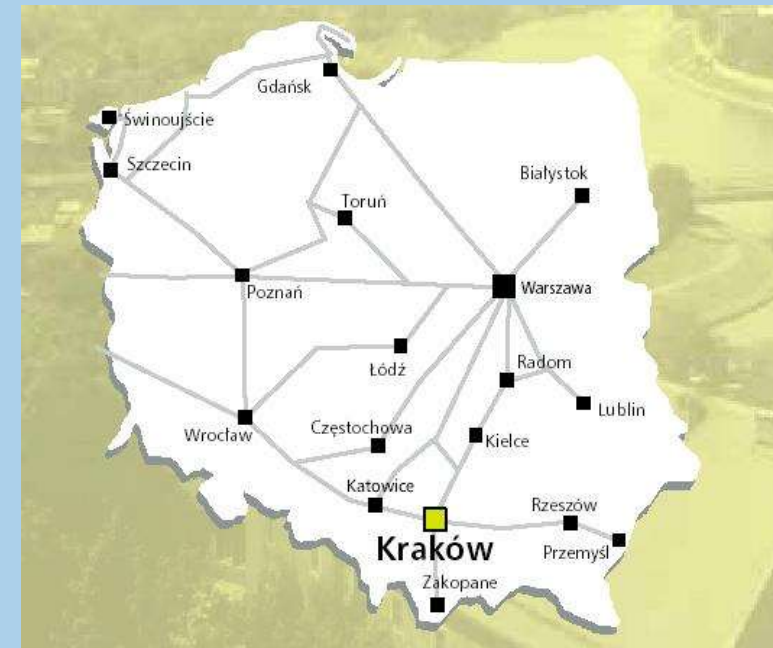 Gdańsk
Świnoujście
Szczecin
Białystok
Toruń
Poznań
Warszawa
Łódź
Radom
Lublin
Wrocław
Częstochowa
Kielce
Katowice
Rzeszów
Kraków
Przemyśl
Zakopane